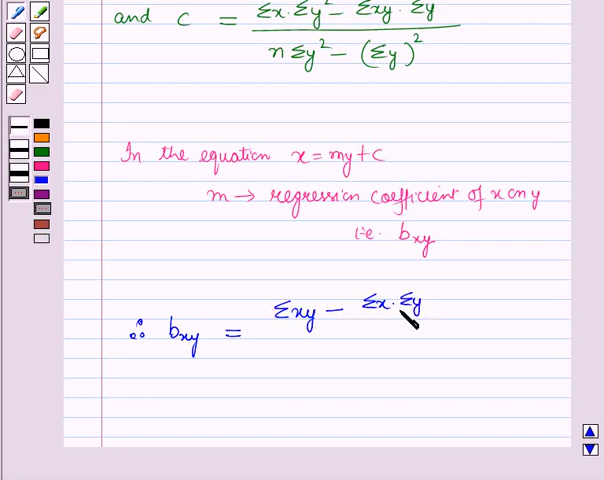 and c = Σx·Σy² − Σxy·Σy / nΣy² − (Σy)²
In the equation x = my + c
m → regression coefficient of x on y
i.e. bxy
∴ bxy = Σxy − Σx·Σy